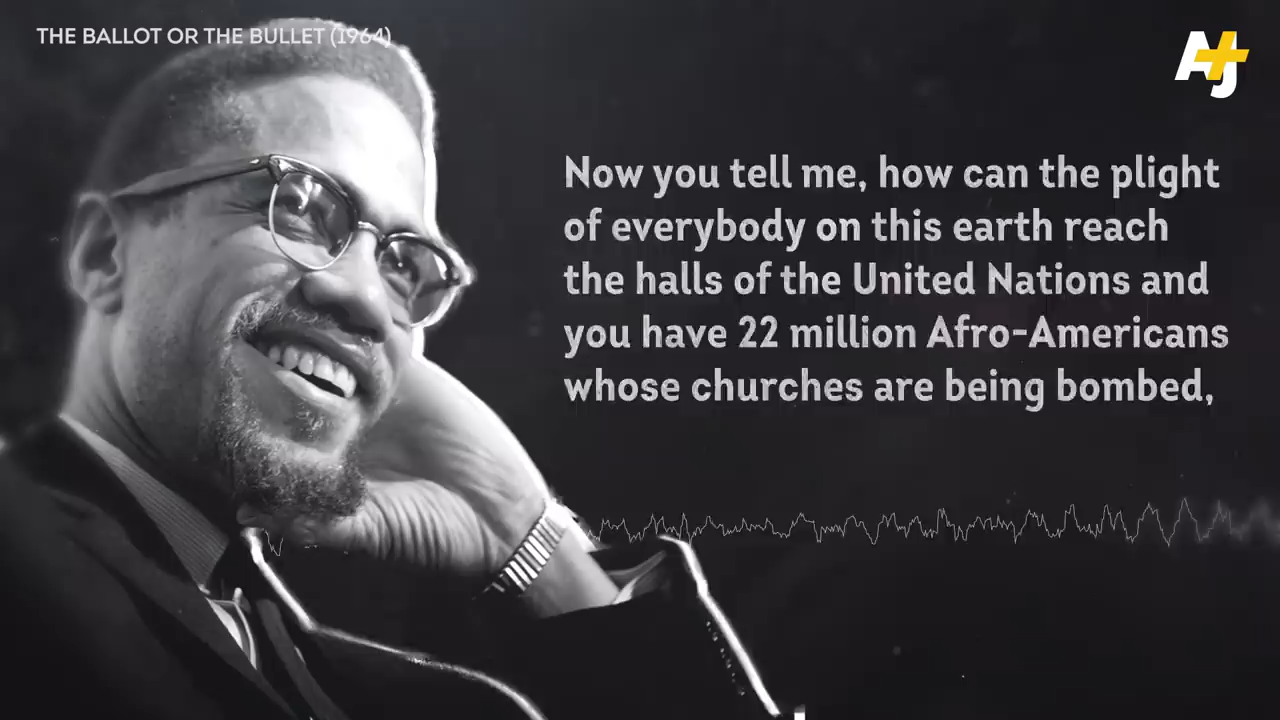 THE BALLOT OR THE BULLET (1964)
AJ+
Now you tell me, how can the plight
of everybody on this earth reach
the halls of the United Nations and
you have 22 million Afro-Americans
whose churches are being bombed,